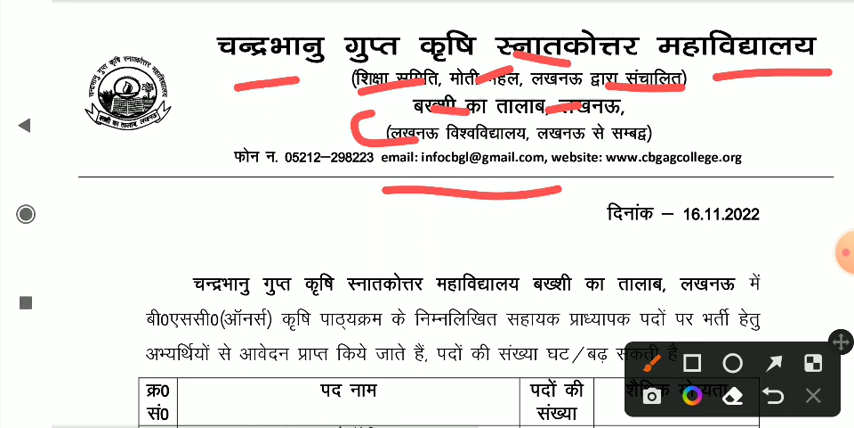 चन्द्रभानु गुप्त कृषि स्नातकोत्तर महाविद्यालय
(शिक्षा समिति, मोती महल, लखनऊ द्वारा संचालित)
बख्शी का तालाब, लखनऊ,
(लखनऊ विश्वविद्यालय, लखनऊ से सम्बद्व)
फोन न. 05212–298223 email: infocbgl@gmail.com, website: www.cbgagcollege.org
दिनांक – 16.11.2022
चन्द्रभानु गुप्त कृषि स्नातकोत्तर महाविद्यालय बख्शी का तालाब, लखनऊ में
बी0एससी0(ऑनर्स) कृषि पाठ्यक्रम के निम्नलिखित सहायक प्राध्यापक पदों पर भर्ती हेतु
अभ्यर्थियों से आवेदन प्राप्त किये जाते हैं, पदों की संख्या घट/बढ़ सकती है
क्र0 सं0
पद नाम
पदों की संख्या
शैक्षिक योग्यता